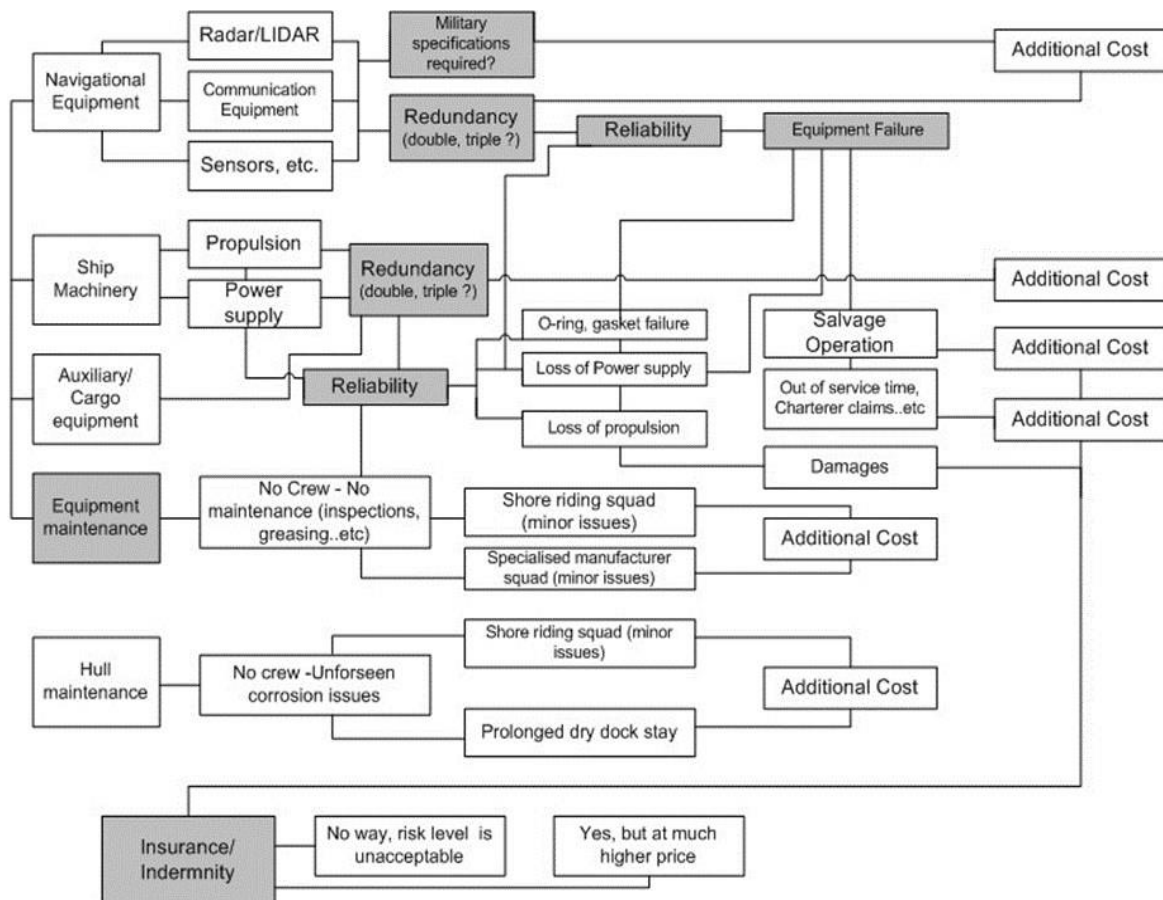 Radar/LIDAR
Military
specifications
required?
Additional Cost
Navigational
Equipment
Communication
Equipment
Redundancy
(double, triple ?)
Reliability
Equipment Failure
Sensors, etc.
Ship
Machinery
Propulsion
Power
supply
Redundancy
(double, triple ?)
Additional Cost
O-ring, gasket failure
Salvage
Operation
Additional Cost
Auxiliary/
Cargo
equipment
Reliability
Loss of Power supply
Out of service time,
Charterer claims..etc
Additional Cost
Loss of propulsion
Damages
Equipment
maintenance
No Crew - No
maintenance (inspections,
greasing..etc)
Shore riding squad
(minor issues)
Additional Cost
Specialised manufacturer
squad (minor issues)
Hull
maintenance
No crew -Unforseen
corrosion issues
Shore riding squad (minor
issues)
Additional Cost
Prolonged dry dock stay
Insurance/
Indermnity
No way, risk level is
unacceptable
Yes, but at much
higher price